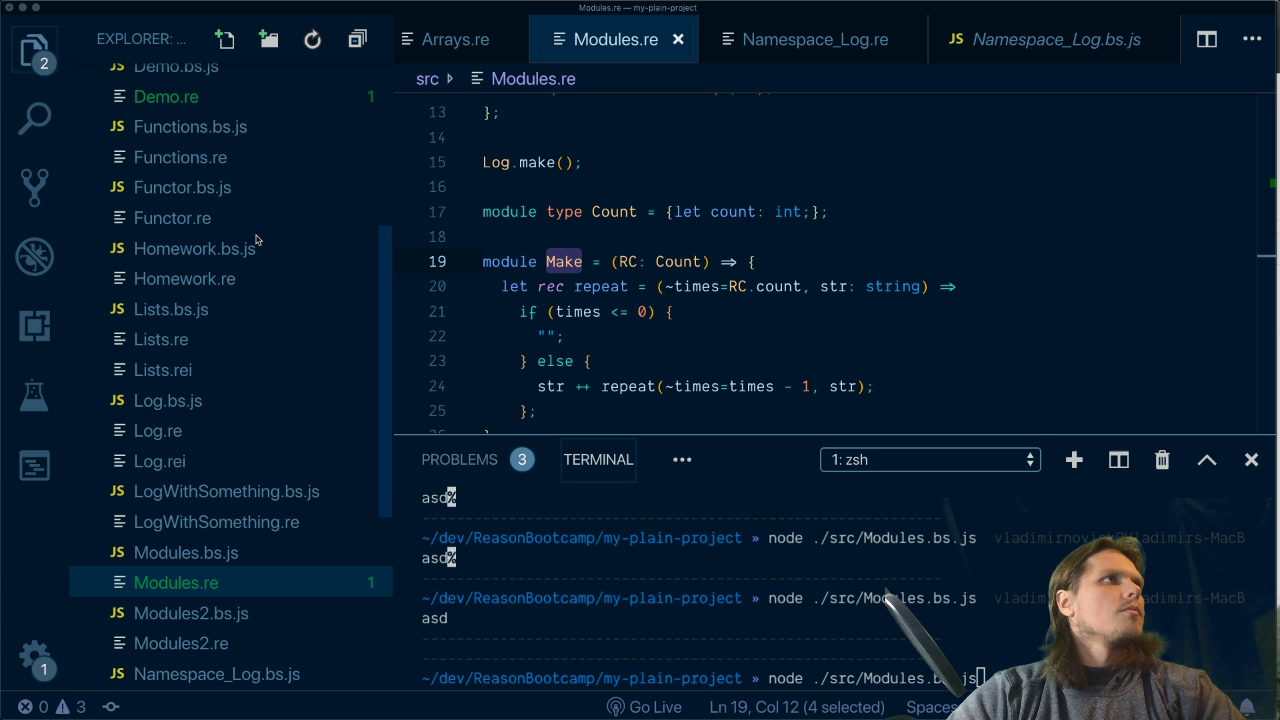 Modules.re — my-plain-project
2
EXPLORER: ...
Arrays.re
Modules.re
Namespace_Log.re
JS Namespace_Log.bs.js
src
Modules.re
JS Demo.bs.js
Demo.re 1
JS Functions.bs.js
Functions.re
JS Functor.bs.js
Functor.re
JS Homework.bs.js
Homework.re
JS Lists.bs.js
Lists.re
Lists.rei
JS Log.bs.js
Log.re
Log.rei
JS LogWithSomething.bs.js
LogWithSomething.re
JS Modules.bs.js
Modules.re 1
JS Modules2.bs.js
Modules2.re
JS Namespace_Log.bs.js
13 };
14
15 Log.make();
16
17 module type Count = {let count: int;};
18
19 module Make = (RC: Count) => {
20 let rec repeat = (~times=RC.count, str: string) =>
21 if (times <= 0) {
22 "";
23 } else {
24 str ++ repeat(~times=times - 1, str);
25 };
PROBLEMS 3
TERMINAL
1: zsh
asd%
~/dev/ReasonBootcamp/my-plain-project » node ./src/Modules.bs.js
asd%
~/dev/ReasonBootcamp/my-plain-project » node ./src/Modules.bs.js
asd
~/dev/ReasonBootcamp/my-plain-project » node ./src/Modules.bs.js
1
0
3
Go Live
Ln 19, Col 12 (4 selected)